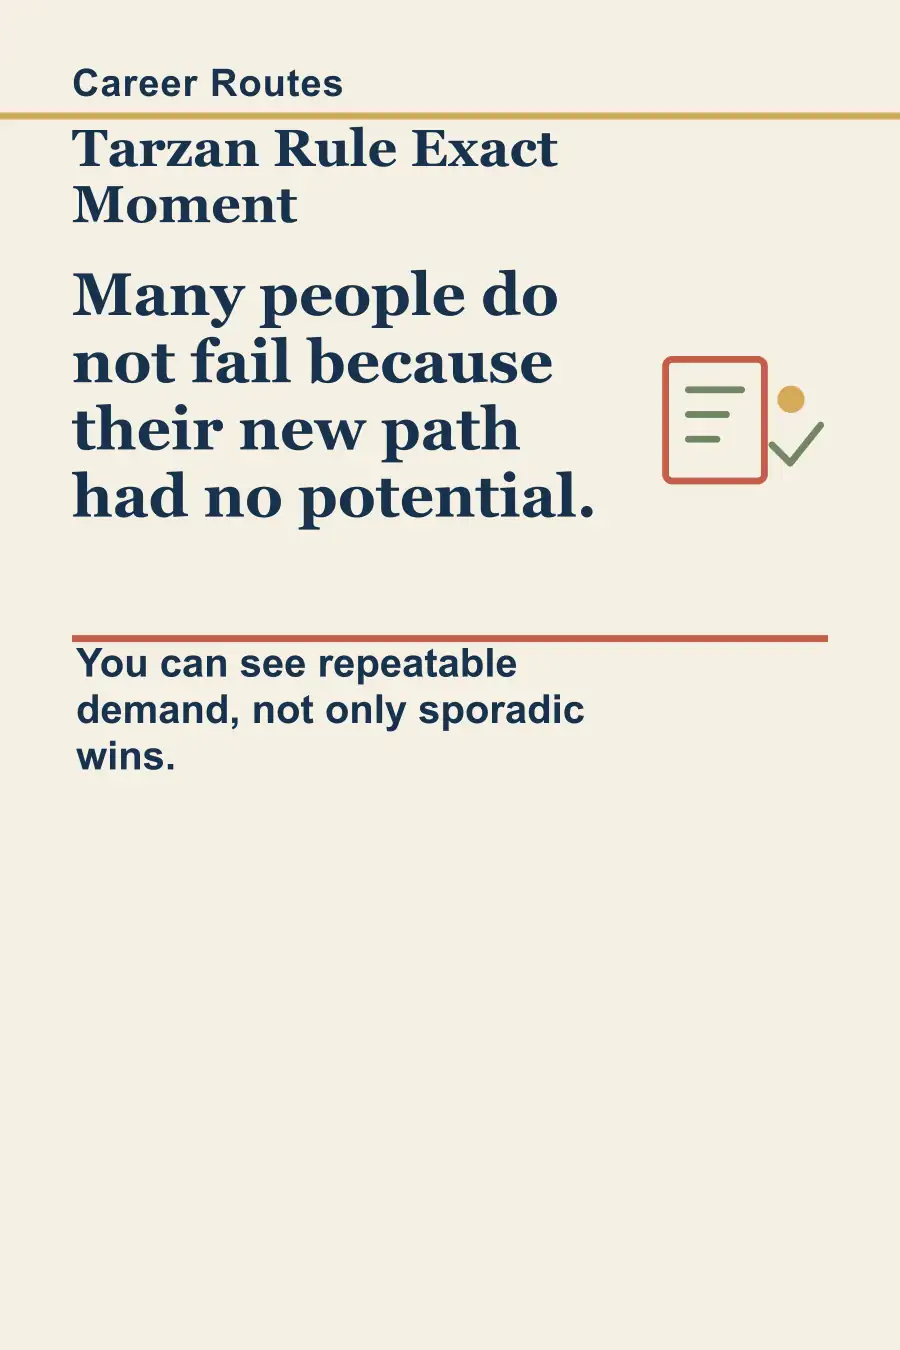 Career Routes
Tarzan Rule Exact
Moment
Many people do
not fail because
their new path
had no potential.
You can see repeatable
demand, not only sporadic
wins.